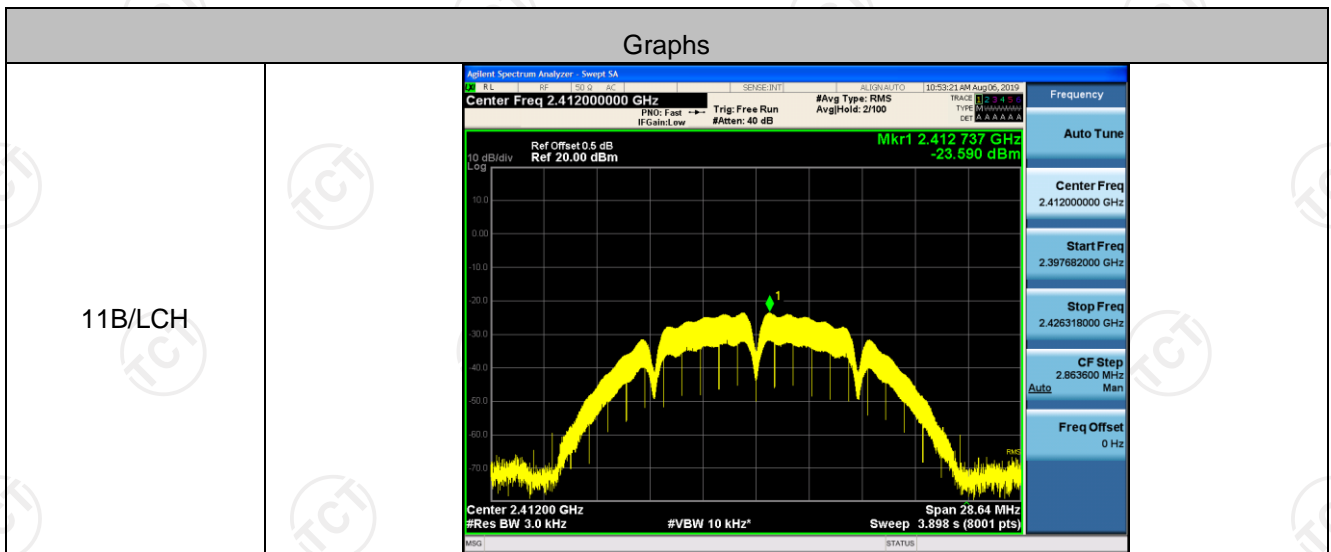 Graphs
11B/LCH
Agilent Spectrum Analyzer - Swept SA
RL RF 50 Ω AC SENSE:INT ALIGNAUTO 10:53:21 AM Aug 06, 2019
Center Freq 2.412000000 GHz
PNO: Fast
IFGain:Low
Trig: Free Run
#Atten: 40 dB
#Avg Type: RMS
Avg|Hold: 2/100
TRACE 1 2 3 4 5 6
TYPE M
DET A A A A A A
Ref Offset 0.5 dB
10 dB/div Ref 20.00 dBm
Log
Mkr1 2.412 737 GHz
-23.590 dBm
10.0
0.00
-10.0
-20.0
-30.0
-40.0
-50.0
-60.0
-70.0
1
RMS
Center 2.41200 GHz Span 28.64 MHz
#Res BW 3.0 kHz #VBW 10 kHz* Sweep 3.898 s (8001 pts)
MSG STATUS
Frequency
Auto Tune
Center Freq
2.412000000 GHz
Start Freq
2.397682000 GHz
Stop Freq
2.426318000 GHz
CF Step
2.863600 MHz
Auto Man
Freq Offset
0 Hz
TCT
TCT
TCT
TCT
TCT
TCT